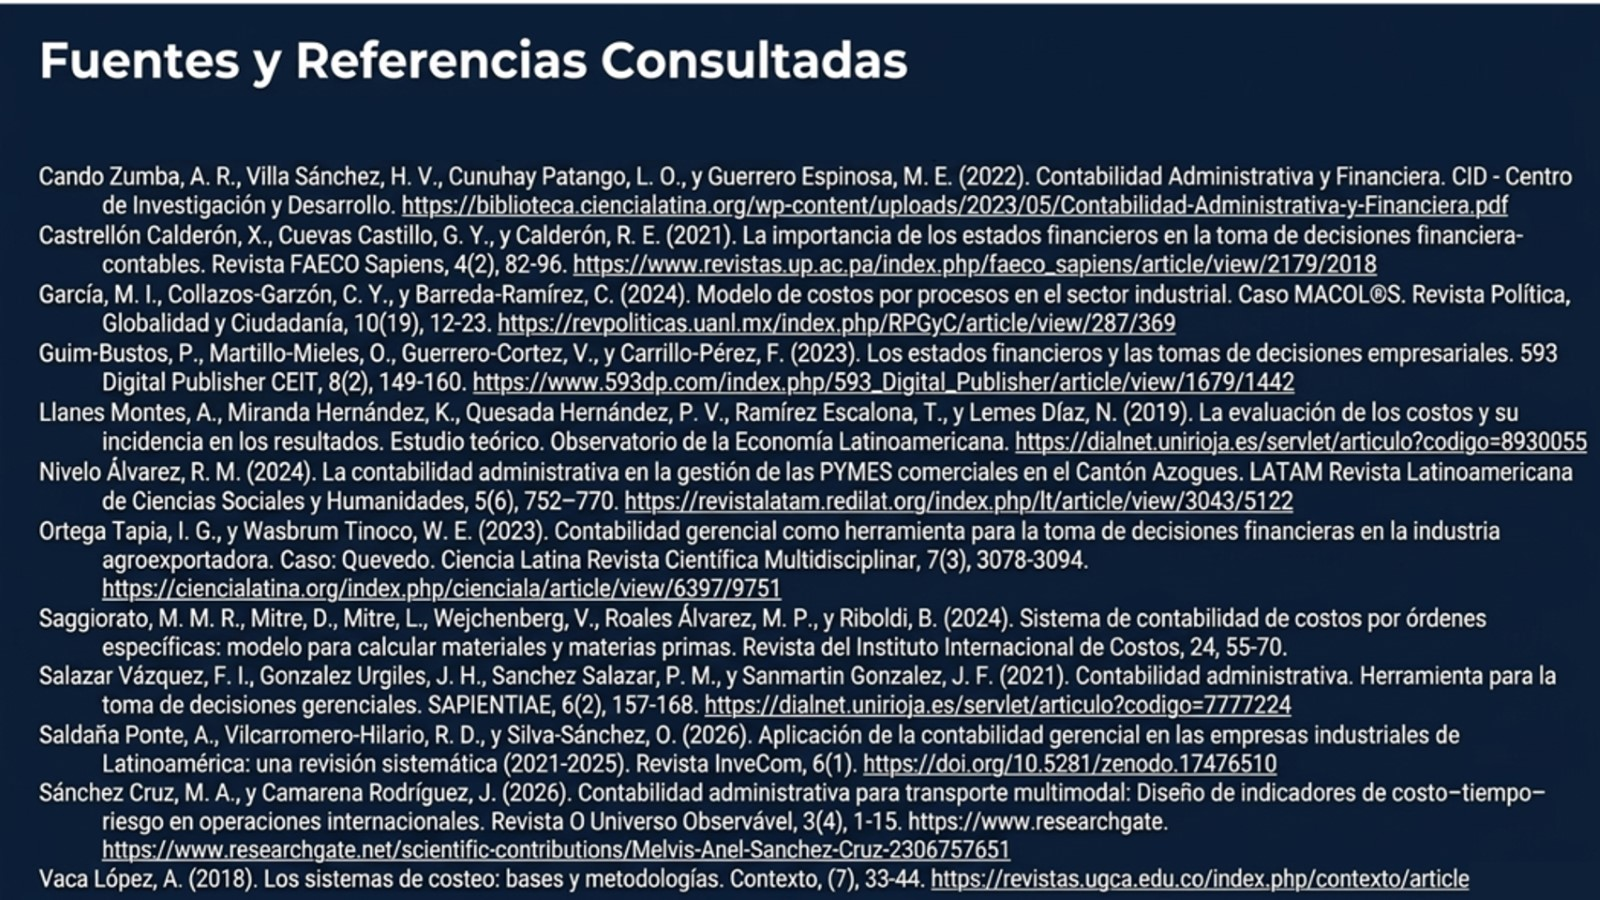 Fuentes y Referencias Consultadas
Cando Zumba, A. R., Villa Sánchez, H. V., Cunuhay Patango, L. O., y Guerrero Espinosa, M. E. (2022). Contabilidad Administrativa y Financiera. CID - Centro
de Investigación y Desarrollo. https://biblioteca.ciencialatina.org/wp-content/uploads/2023/05/Contabilidad-Administrativa-y-Financiera.pdf
Castrellón Calderón, X., Cuevas Castillo, G. Y., y Calderón, R. E. (2021). La importancia de los estados financieros en la toma de decisiones financiera-
contables. Revista FAECO Sapiens, 4(2), 82-96. https://www.revistas.up.ac.pa/index.php/faeco_sapiens/article/view/2179/2018
García, M. I., Collazos-Garzón, C. Y., y Barreda-Ramírez, C. (2024). Modelo de costos por procesos en el sector industrial. Caso MACOL®S. Revista Política,
Globalidad y Ciudadanía, 10(19), 12-23. https://revpoliticas.uanl.mx/index.php/RPGyC/article/view/287/369
Guim-Bustos, P., Martillo-Mieles, O., Guerrero-Cortez, V., y Carrillo-Pérez, F. (2023). Los estados financieros y las tomas de decisiones empresariales. 593
Digital Publisher CEIT, 8(2), 149-160. https://www.593dp.com/index.php/593_Digital_Publisher/article/view/1679/1442
Llanes Montes, A., Miranda Hernández, K., Quesada Hernández, P. V., Ramírez Escalona, T., y Lemes Díaz, N. (2019). La evaluación de los costos y su
incidencia en los resultados. Estudio teórico. Observatorio de la Economía Latinoamericana. https://dialnet.unirioja.es/servlet/articulo?codigo=8930055
Nivelo Álvarez, R. M. (2024). La contabilidad administrativa en la gestión de las PYMES comerciales en el Cantón Azogues. LATAM Revista Latinoamericana
de Ciencias Sociales y Humanidades, 5(6), 752–770. https://revistalatam.redilat.org/index.php/lt/article/view/3043/5122
Ortega Tapia, I. G., y Wasbrum Tinoco, W. E. (2023). Contabilidad gerencial como herramienta para la toma de decisiones financieras en la industria
agroexportadora. Caso: Quevedo. Ciencia Latina Revista Científica Multidisciplinar, 7(3), 3078-3094.
https://ciencialatina.org/index.php/cienciala/article/view/6397/9751
Saggiorato, M. M. R., Mitre, D., Mitre, L., Wejchenberg, V., Roales Álvarez, M. P., y Riboldi, B. (2024). Sistema de contabilidad de costos por órdenes
específicas: modelo para calcular materiales y materias primas. Revista del Instituto Internacional de Costos, 24, 55-70.
Salazar Vázquez, F. I., Gonzalez Urgiles, J. H., Sanchez Salazar, P. M., y Sanmartin Gonzalez, J. F. (2021). Contabilidad administrativa. Herramienta para la
toma de decisiones gerenciales. SAPIENTIAE, 6(2), 157-168. https://dialnet.unirioja.es/servlet/articulo?codigo=7777224
Saldaña Ponte, A., Vilcarromero-Hilario, R. D., y Silva-Sánchez, O. (2026). Aplicación de la contabilidad gerencial en las empresas industriales de
Latinoamérica: una revisión sistemática (2021-2025). Revista InveCom, 6(1). https://doi.org/10.5281/zenodo.17476510
Sánchez Cruz, M. A., y Camarena Rodríguez, J. (2026). Contabilidad administrativa para transporte multimodal: Diseño de indicadores de costo–tiempo–
riesgo en operaciones internacionales. Revista O Universo Observável, 3(4), 1-15. https://www.researchgate.
https://www.researchgate.net/scientific-contributions/Melvis-Anel-Sanchez-Cruz-2306757651
Vaca López, A. (2018). Los sistemas de costeo: bases y metodologías. Contexto, (7), 33-44. https://revistas.ugca.edu.co/index.php/contexto/article